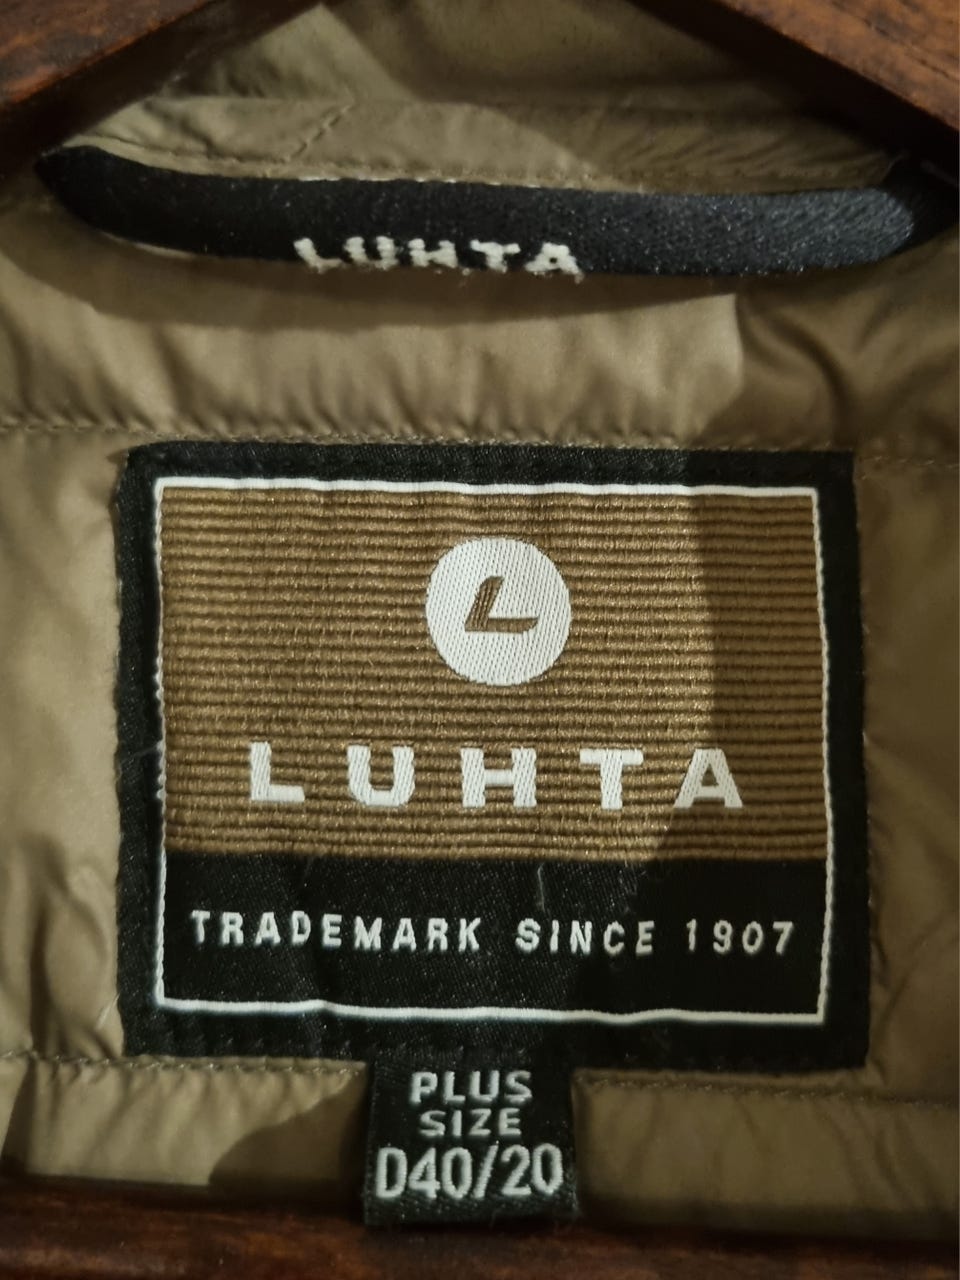 LUHTA
L
LUHTA
TRADEMARK SINCE 1907
PLUS
SIZE
D40/20